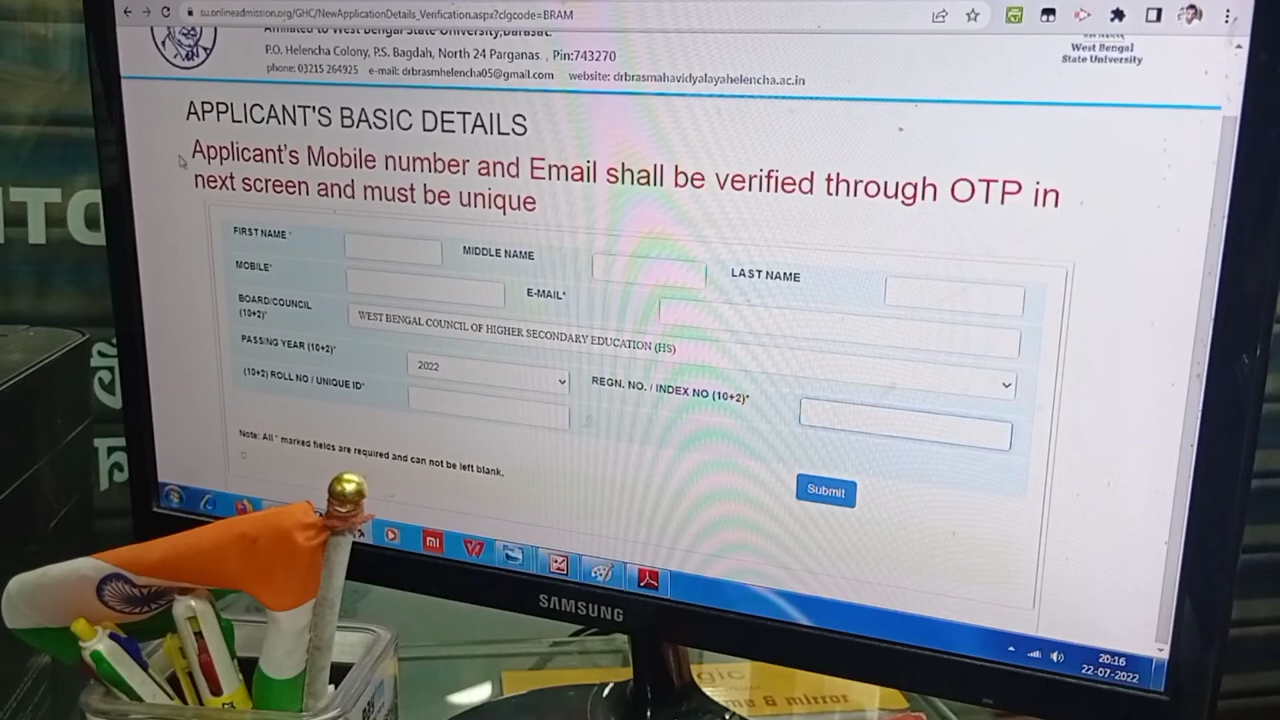 su.onlineadmission.org/GHC/NewApplicationDetails_Verification.aspx?clgcode=BRAM
Affiliated to West Bengal State University,Barasat.
P.O. Helencha Colony, P.S. Bagdah, North 24 Parganas. , Pin:743270
phone: 03215 264925 e-mail: drbrasmhelencha05@gmail.com website: drbrasmahavidyalayahelencha.ac.in
West Bengal
State University
APPLICANT'S BASIC DETAILS
Applicant's Mobile number and Email shall be verified through OTP in
next screen and must be unique
FIRST NAME * MIDDLE NAME LAST NAME
MOBILE* E-MAIL*
BOARD/COUNCIL
(10+2)* WEST BENGAL COUNCIL OF HIGHER SECONDARY EDUCATION (HS)
PASSING YEAR (10+2)* 2022
(10+2) ROLL NO / UNIQUE ID* REGN. NO. / INDEX NO (10+2)*
Note: All * marked fields are required and can not be left blank.
Submit
mi
SAMSUNG
20:16
22-07-2022
gic
& mirror